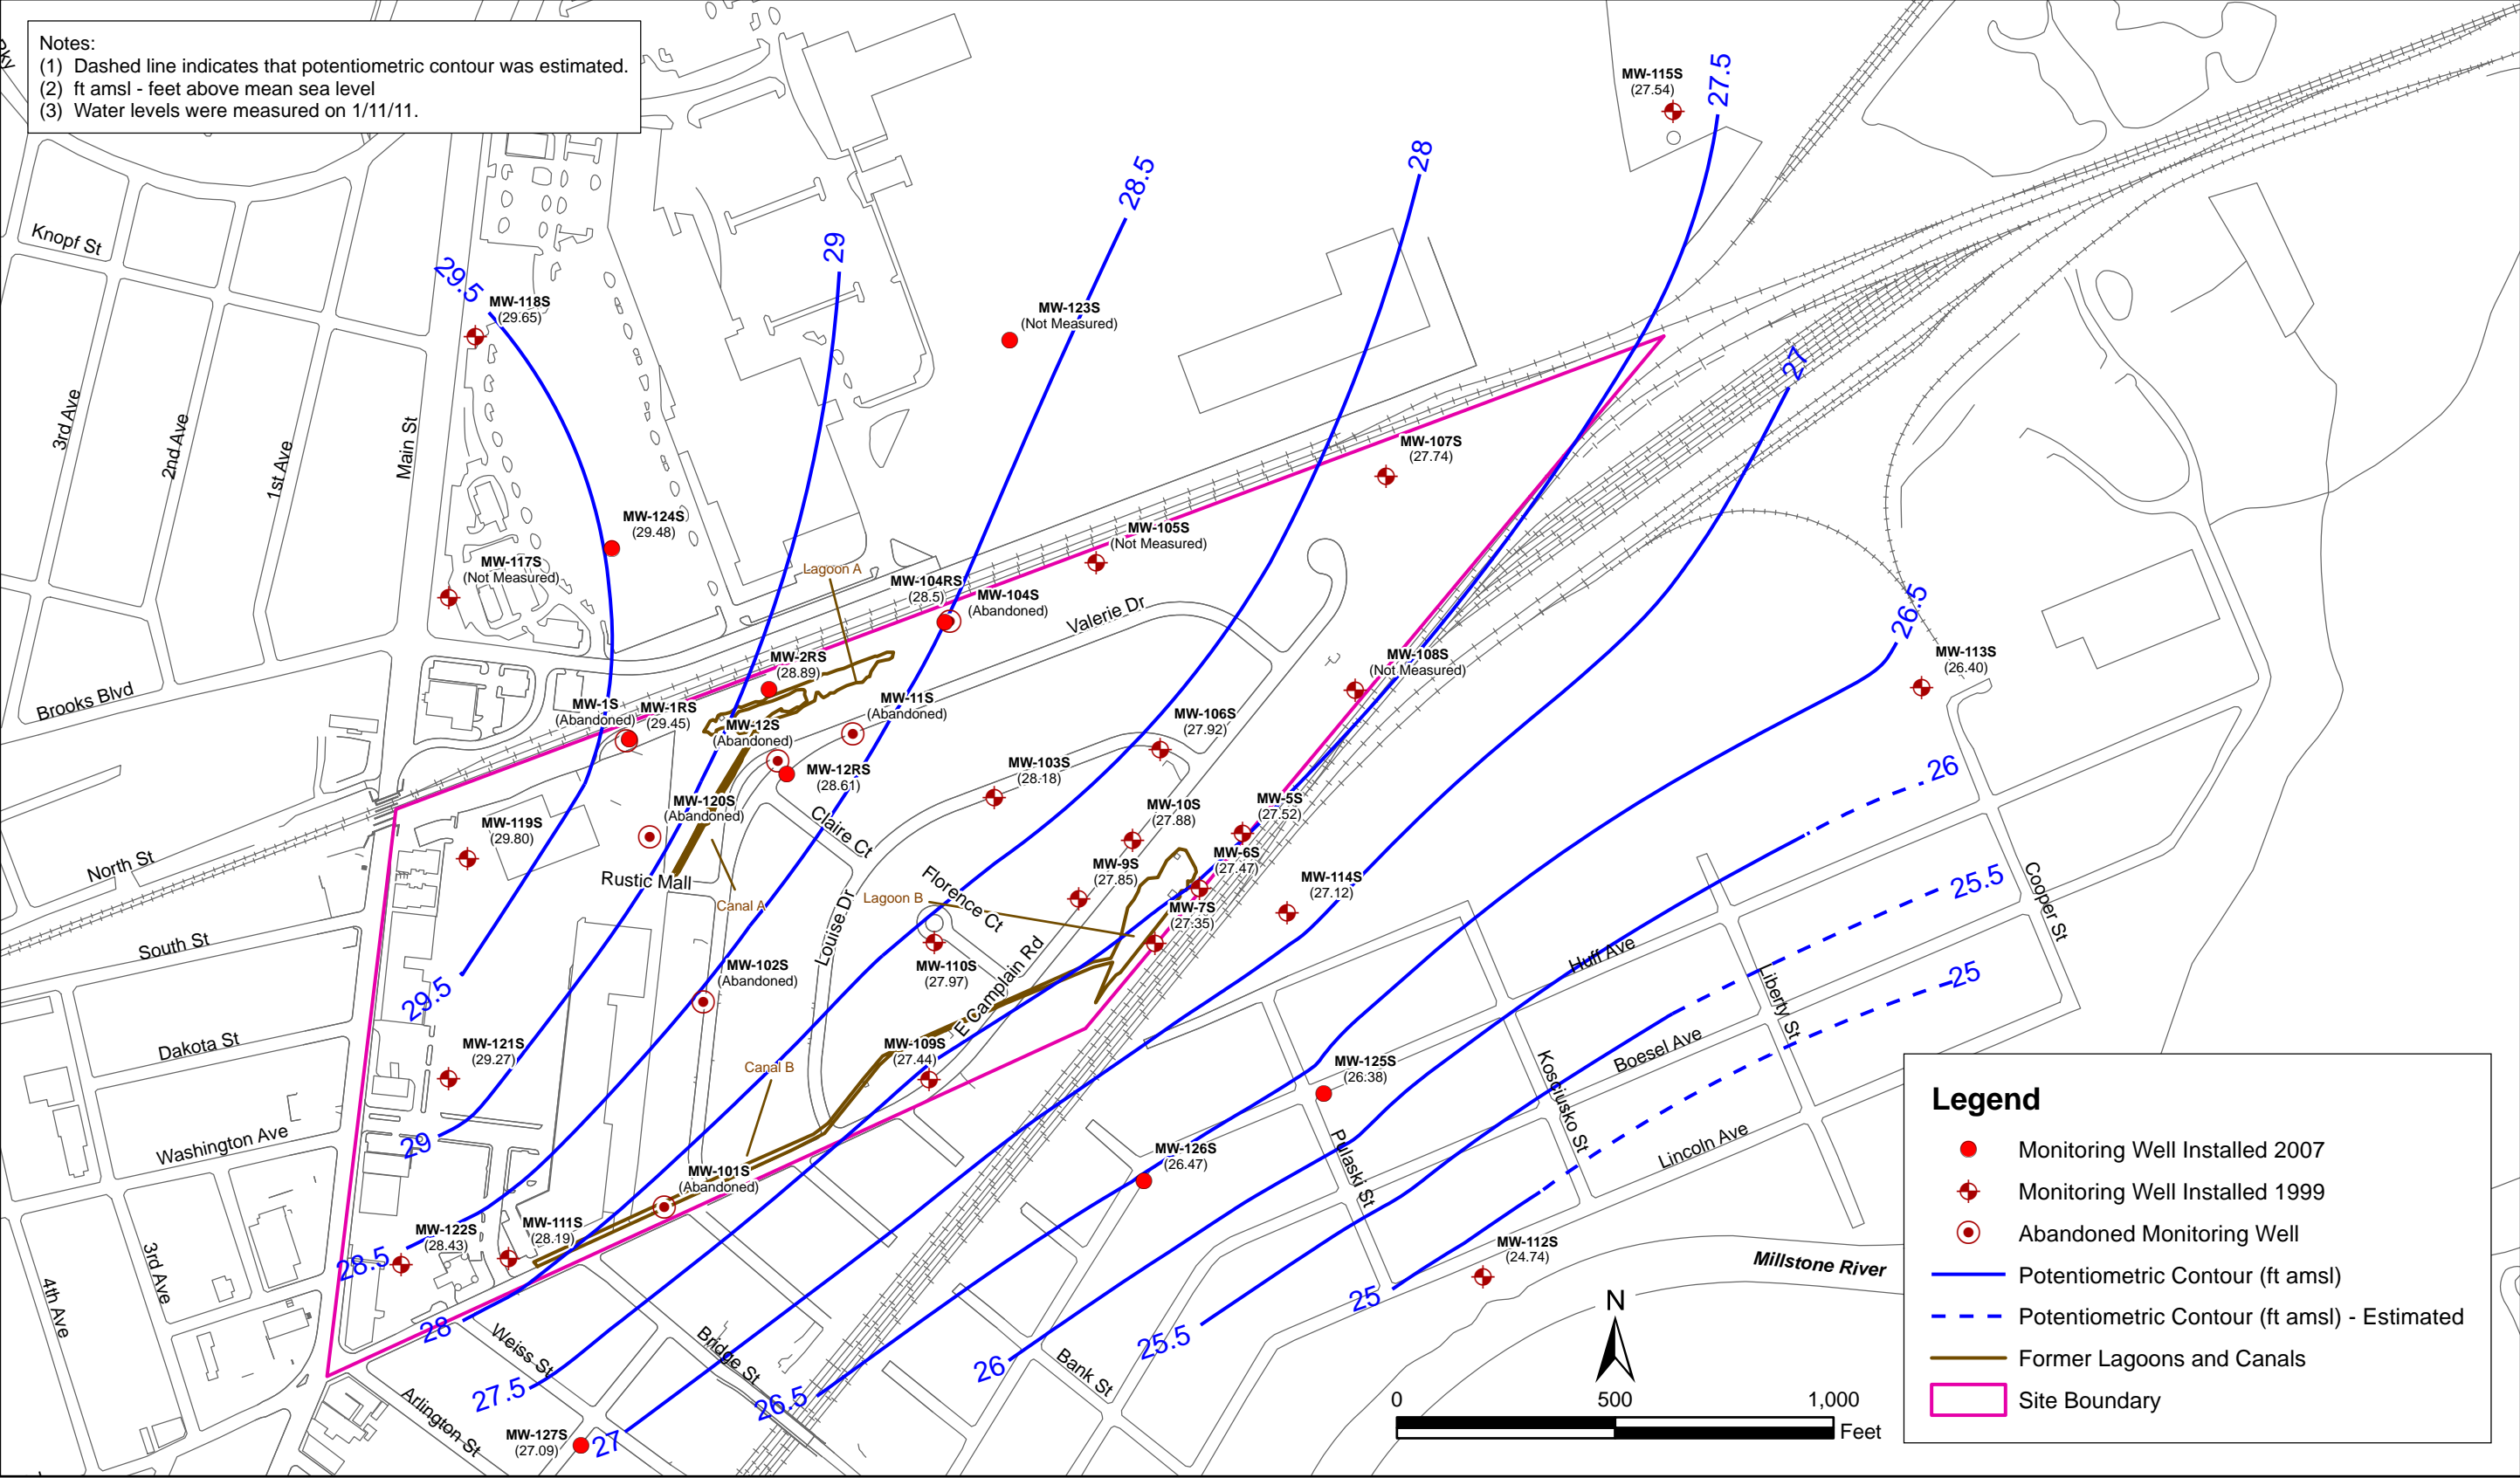 Notes:
(1) Dashed line indicates that potentiometric contour was estimated.
(2) ft amsl - feet above mean sea level
(3) Water levels were measured on 1/11/11.
MW-115S
(27.54)
27.5
28
28.5
29
29.5
Knopf St
MW-118S
(29.65)
MW-123S
(Not Measured)
27
3rd Ave
2nd Ave
1st Ave
Main St
MW-107S
(27.74)
MW-124S
(29.48)
MW-105S
(Not Measured)
MW-117S
(Not Measured)
Lagoon A
MW-104RS
(28.5)
MW-104S
(Abandoned)
Valerie Dr
26.5
MW-2RS
(28.89)
MW-108S
(Not Measured)
MW-113S
(26.40)
Brooks Blvd
MW-1S
(Abandoned)
MW-1RS
(29.45)
MW-11S
(Abandoned)
MW-12S
(Abandoned)
MW-106S
(27.92)
MW-12RS
(28.61)
MW-103S
(28.18)
26
MW-120S
(Abandoned)
MW-10S
(27.88)
MW-5S
(27.52)
MW-119S
(29.80)
Claire Ct
North St
Rustic Mall
MW-9S
(27.85)
MW-6S
(27.47)
MW-114S
(27.12)
25.5
Canal A
Lagoon B
Florence Ct
MW-7S
(27.35)
Louise Dr
Cooper St
South St
MW-102S
(Abandoned)
MW-110S
(27.97)
E Camplain Rd
Huff Ave
Liberty St
25
29.5
Dakota St
MW-121S
(29.27)
MW-109S
(27.44)
Canal B
MW-125S
(26.38)
Kosciusko St
Boesel Ave
Washington Ave
29
MW-101S
(Abandoned)
MW-126S
(26.47)
Pulaski St
Lincoln Ave
MW-122S
(28.43)
MW-111S
(28.19)
28.5
MW-112S
(24.74)
Millstone River
4th Ave
3rd Ave
28
Weiss St
Bridge St
25
25.5
26
Bank St
27.5
26.5
Arlington St
MW-127S
(27.09)
27
N
0 500 1,000
Feet
Legend
Monitoring Well Installed 2007
Monitoring Well Installed 1999
Abandoned Monitoring Well
Potentiometric Contour (ft amsl)
Potentiometric Contour (ft amsl) - Estimated
Former Lagoons and Canals
Site Boundary